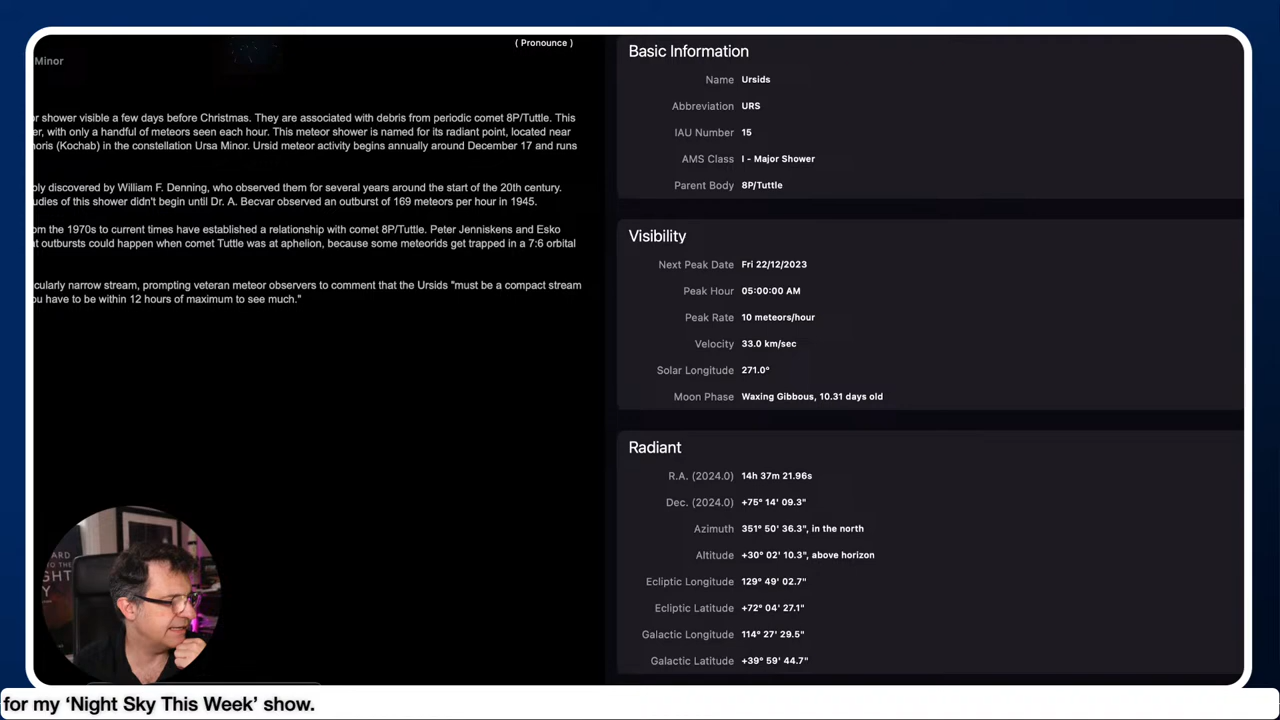 ( Pronounce )
Minor
or shower visible a few days before Christmas. They are associated with debris from periodic comet 8P/Tuttle. This
er, with only a handful of meteors seen each hour. This meteor shower is named for its radiant point, located near
noris (Kochab) in the constellation Ursa Minor. Ursid meteor activity begins annually around December 17 and runs
bly discovered by William F. Denning, who observed them for several years around the start of the 20th century.
udies of this shower didn't begin until Dr. A. Becvar observed an outburst of 169 meteors per hour in 1945.
om the 1970s to current times have established a relationship with comet 8P/Tuttle. Peter Jenniskens and Esko
at outbursts could happen when comet Tuttle was at aphelion, because some meteorids get trapped in a 7:6 orbital
icularly narrow stream, prompting veteran meteor observers to comment that the Ursids "must be a compact stream
ou have to be within 12 hours of maximum to see much."
Basic Information
Name Ursids
Abbreviation URS
IAU Number 15
AMS Class I - Major Shower
Parent Body 8P/Tuttle
Visibility
Next Peak Date Fri 22/12/2023
Peak Hour 05:00:00 AM
Peak Rate 10 meteors/hour
Velocity 33.0 km/sec
Solar Longitude 271.0°
Moon Phase Waxing Gibbous, 10.31 days old
Radiant
R.A. (2024.0) 14h 37m 21.96s
Dec. (2024.0) +75° 14' 09.3"
Azimuth 351° 50' 36.3", in the north
Altitude +30° 02' 10.3", above horizon
Ecliptic Longitude 129° 49' 02.7"
Ecliptic Latitude +72° 04' 27.1"
Galactic Longitude 114° 27' 29.5"
Galactic Latitude +39° 59' 44.7"
for my ‘Night Sky This Week’ show.